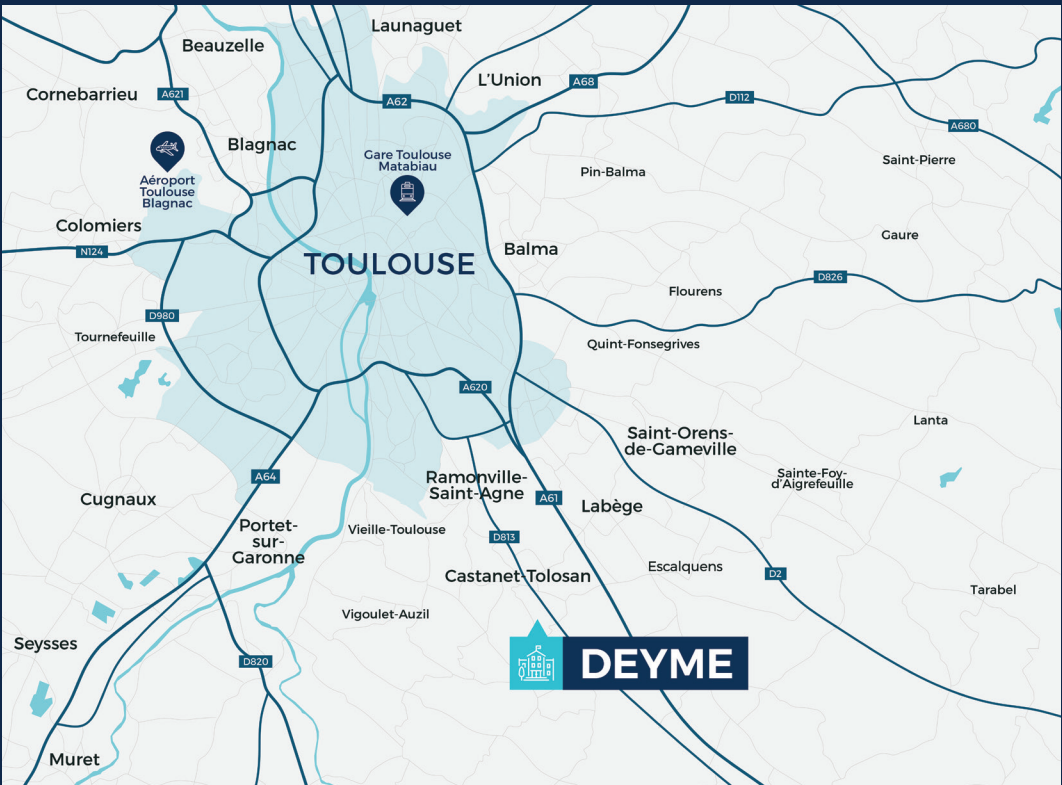 Launaguet
Beauzelle
L'Union
A68
Cornebarrieu
A621
A62
D112
A680
Blagnac
Gare Toulouse
Matabiau
Saint-Pierre
Pin-Balma
Aéroport
Toulouse
Blagnac
Colomiers
Gaure
N124
Balma
TOULOUSE
D826
Flourens
D980
Tournefeuille
Quint-Fonsegrives
A620
Lanta
Saint-Orens-
de-Gameville
Sainte-Foy-
d'Aigrefeuille
A64
Ramonville-
Saint-Agne
Cugnaux
A61
Labège
Portet-
sur-
Garonne
Vieille-Toulouse
D813
Escalquens
D2
Castanet-Tolosan
Tarabel
Vigoulet-Auzil
Seysses
D820
DEYME
Muret